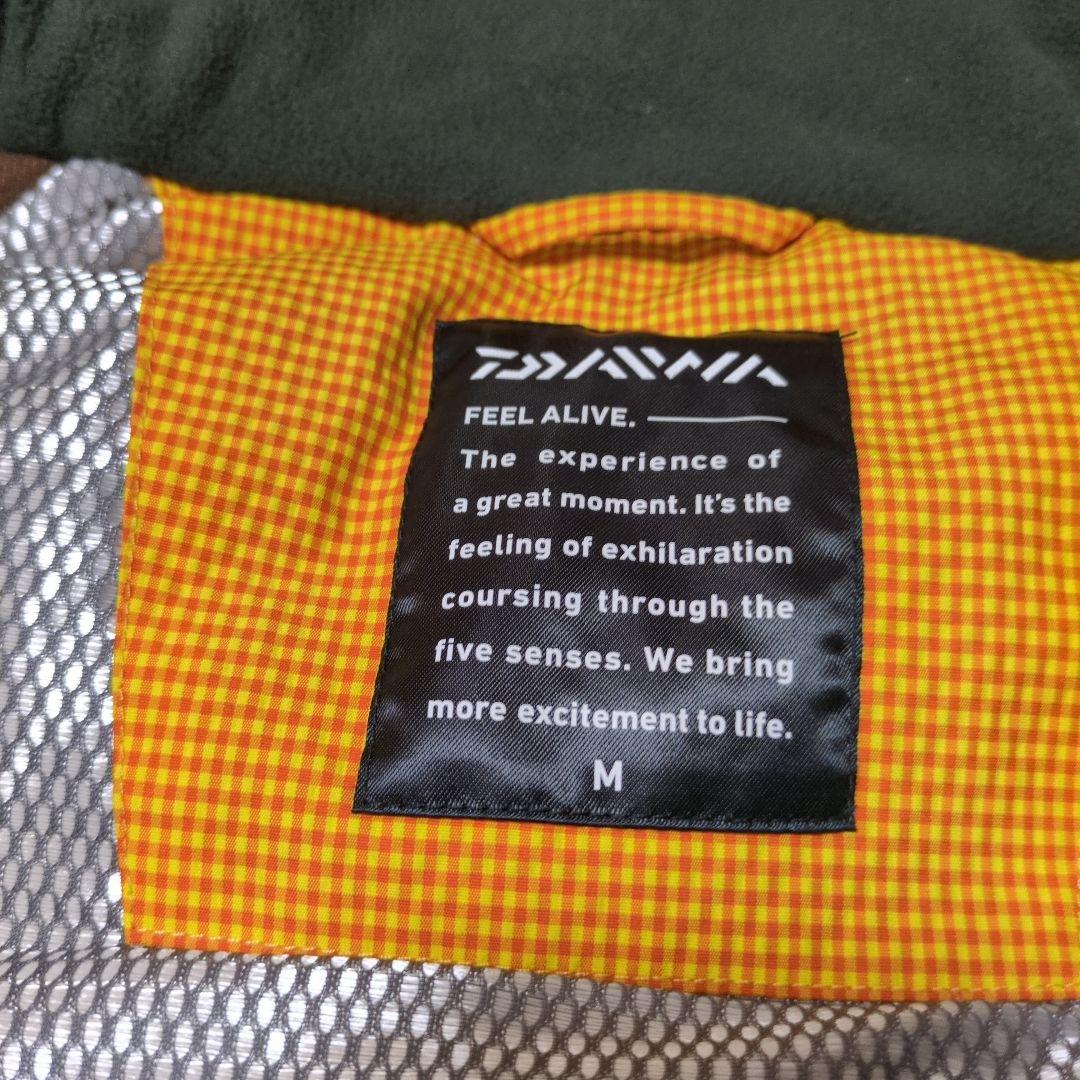 DAIWA
FEEL ALIVE.
The experience of
a great moment. It's the
feeling of exhilaration
coursing through the
five senses. We bring
more excitement to life.
M